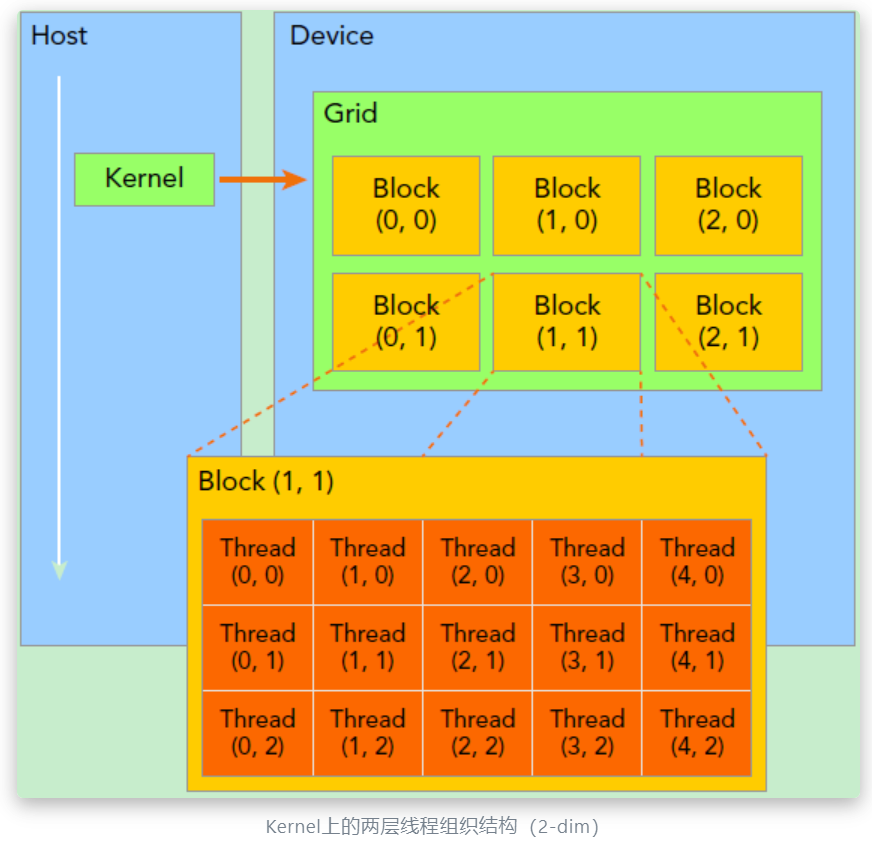 Host
Device
Grid
Kernel
Block
(0, 0)
Block
(1, 0)
Block
(2, 0)
Block
(0, 1)
Block
(1, 1)
Block
(2, 1)
Block (1, 1)
Thread
(0, 0)
Thread
(1, 0)
Thread
(2, 0)
Thread
(3, 0)
Thread
(4, 0)
Thread
(0, 1)
Thread
(1, 1)
Thread
(2, 1)
Thread
(3, 1)
Thread
(4, 1)
Thread
(0, 2)
Thread
(1, 2)
Thread
(2, 2)
Thread
(3, 2)
Thread
(4, 2)
Kernel上的两层线程组织结构（2-dim）